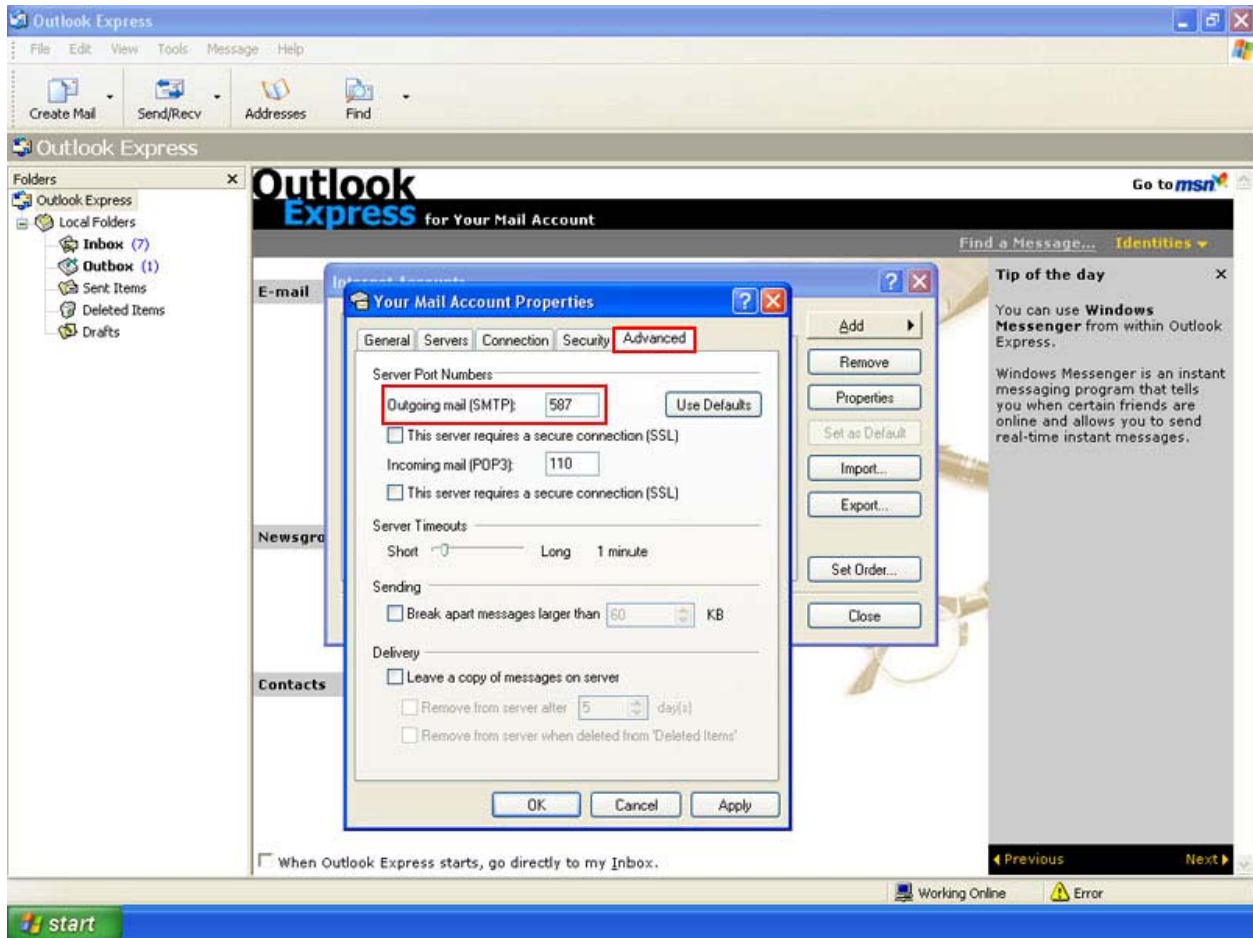 Outlook Express
File Edit View Tools Message Help
Create Mail Send/Recv Addresses Find
Outlook Express
Folders x
Outlook Express
Local Folders
Inbox (7)
Outbox (1)
Sent Items
Deleted Items
Drafts
Outlook
Express for Your Mail Account
Go to msn
Find a Message... Identities
E-mail
Newsgro
Contacts
Internet Accounts
Add
Remove
Properties
Set as Default
Import...
Export...
Set Order...
Close
Your Mail Account Properties
General Servers Connection Security Advanced
Server Port Numbers
Outgoing mail (SMTP): 587 Use Defaults
This server requires a secure connection (SSL)
Incoming mail (POP3): 110
This server requires a secure connection (SSL)
Server Timeouts
Short Long 1 minute
Sending
Break apart messages larger than 60 KB
Delivery
Leave a copy of messages on server
Remove from server after 5 day(s)
Remove from server when deleted from 'Deleted Items'
OK Cancel Apply
Tip of the day x
You can use Windows
Messenger from within Outlook
Express.
Windows Messenger is an instant
messaging program that tells
you when certain friends are
online and allows you to send
real-time instant messages.
Previous Next
When Outlook Express starts, go directly to my Inbox.
Working Online Error
start